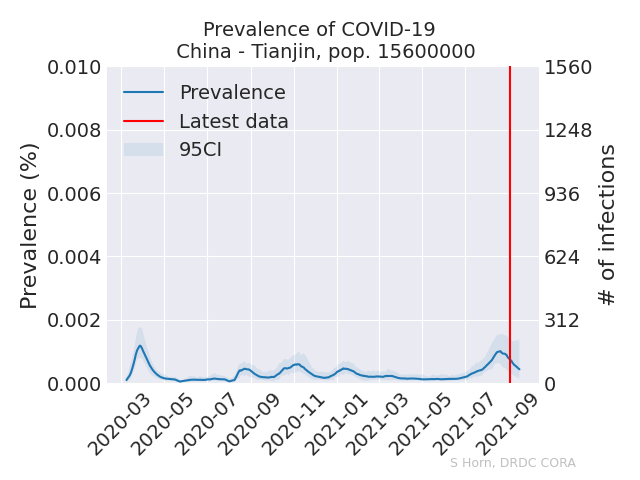 Prevalence of COVID-19
China - Tianjin, pop. 15600000
Prevalence
Latest data
95CI
Prevalence (%)
0.010
0.008
0.006
0.004
0.002
0.000
# of infections
1560
1248
936
624
312
0
2020-03
2020-05
2020-07
2020-09
2020-11
2021-01
2021-03
2021-05
2021-07
2021-09
S Horn, DRDC CORA